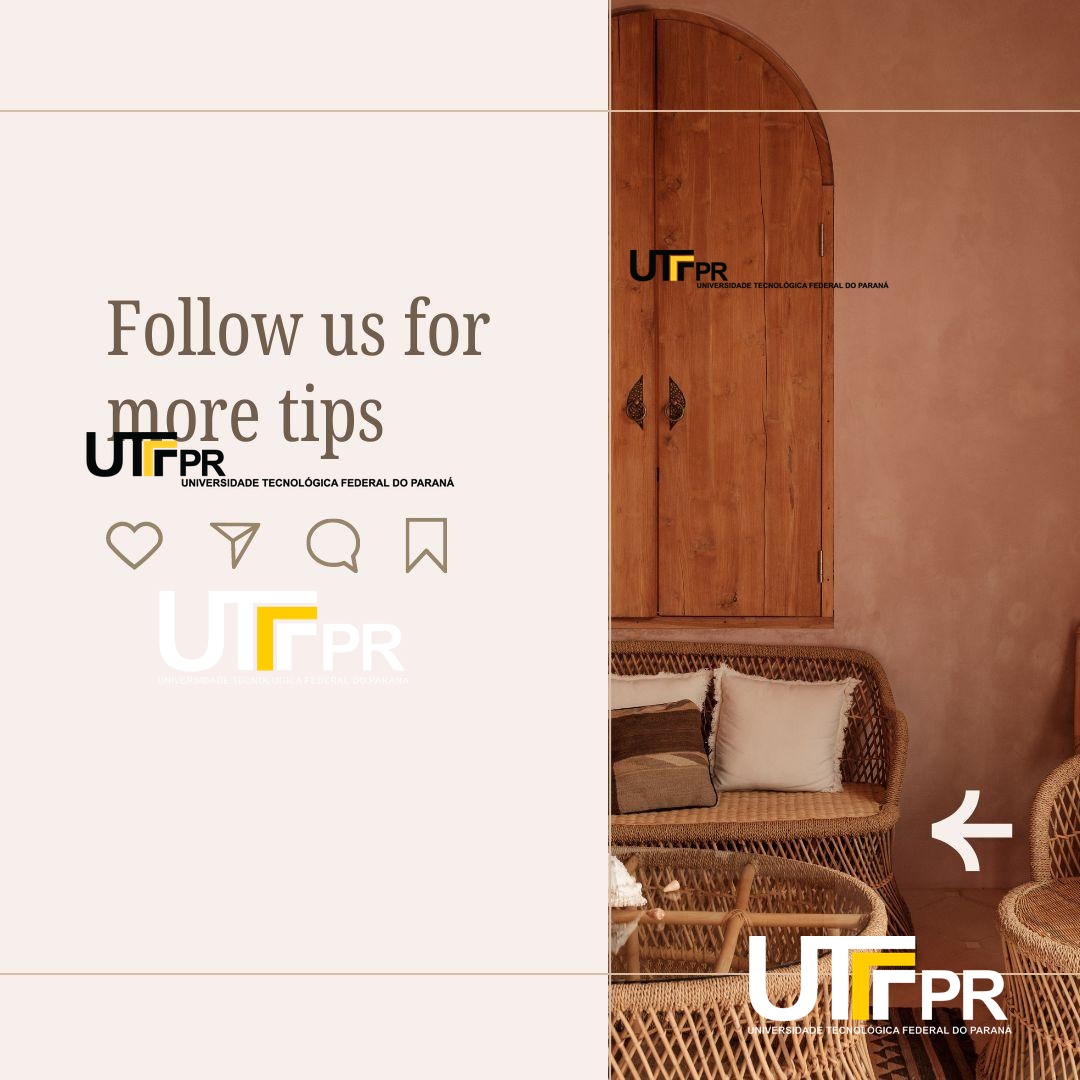 Follow us for
more tips
UTFPR
UNIVERSIDADE TECNOLÓGICA FEDERAL DO PARANÁ
UTFPR
UNIVERSIDADE TECNOLÓGICA FEDERAL DO PARANÁ
UTFPR
UNIVERSIDADE TECNOLÓGICA FEDERAL DO PARANÁ
UTFPR
UNIVERSIDADE TECNOLÓGICA FEDERAL DO PARANÁ